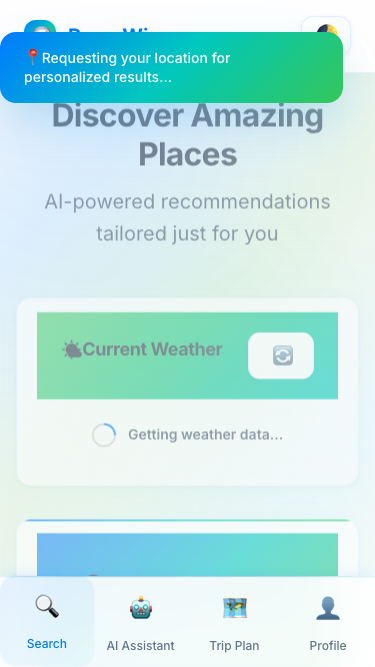 Requesting your location for
personalized results...
Discover Amazing
Places
AI-powered recommendations
tailored just for you
Current Weather
Getting weather data...
Search
AI Assistant
Trip Plan
Profile